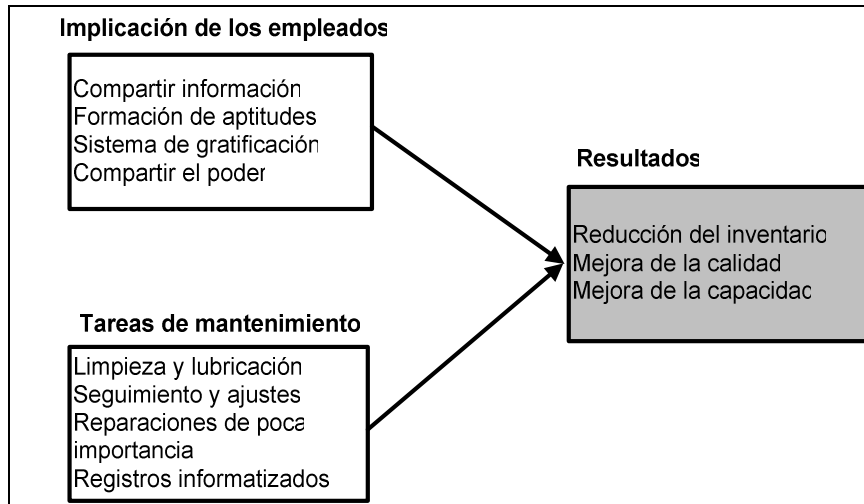 Implicación de los empleados
Compartir información
Formación de aptitudes
Sistema de gratificación
Compartir el poder
Resultados
Reducción del inventario
Mejora de la calidad
Mejora de la capacidad
Tareas de mantenimiento
Limpieza y lubricación
Seguimiento y ajustes
Reparaciones de poca
importancia
Registros informatizados